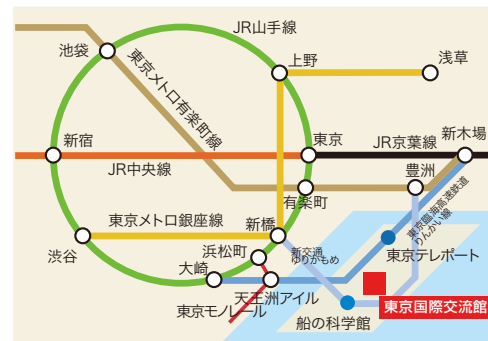 JR山手線
池袋
上野
浅草
東京メトロ有楽町線
新宿
東京
JR京葉線
新木場
JR中央線
豊洲
有楽町
東京メトロ銀座線
新橋
東京臨海高速鉄道
りんかい線
渋谷
浜松町
新交通
ゆりかもめ
東京テレポート
大崎
天王洲アイル
東京モノレール
東京国際交流館
船の科学館